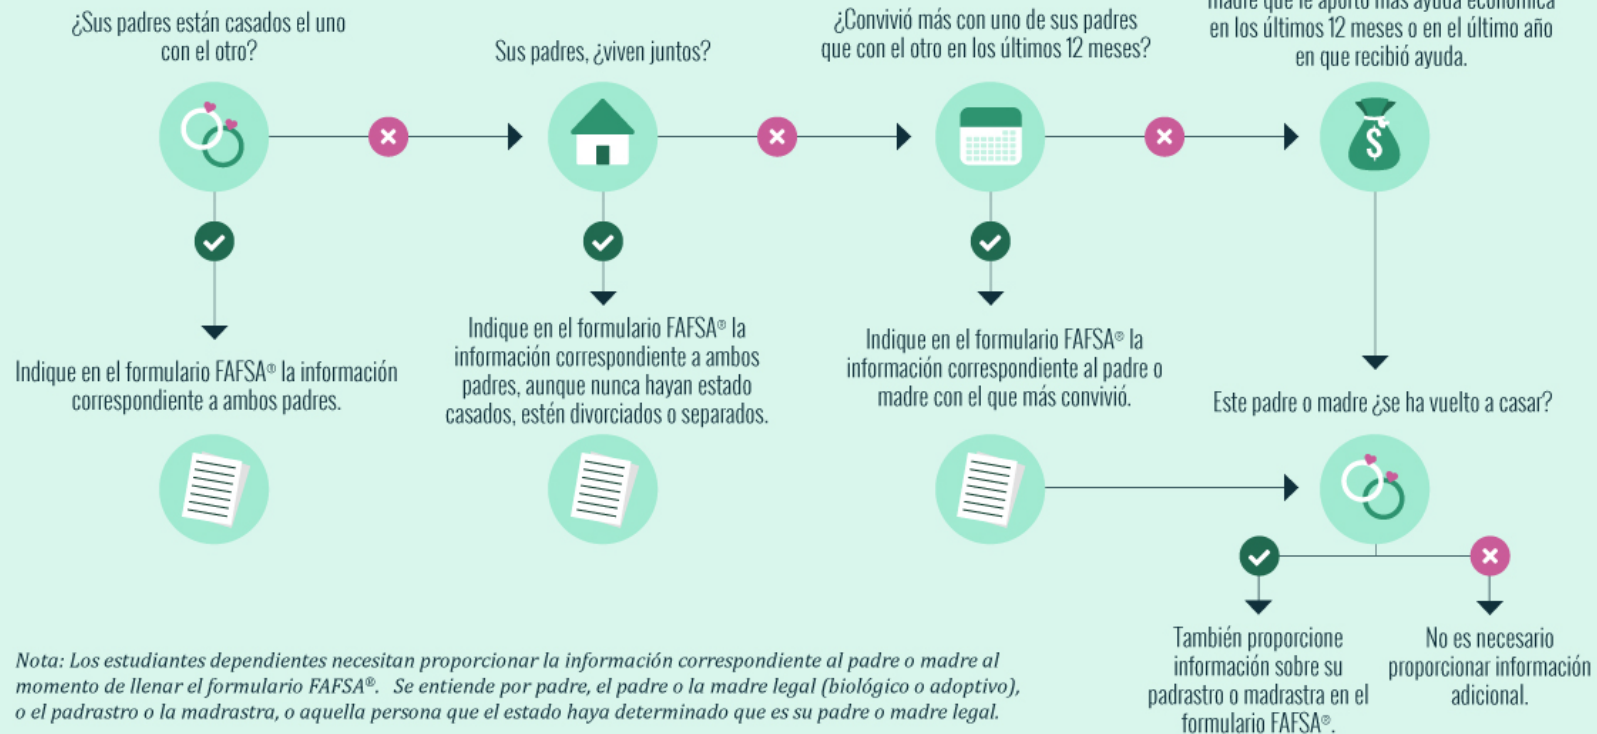 ¿Sus padres están casados el uno
con el otro?
Sus padres, ¿viven juntos?
¿Convivió más con uno de sus padres
que con el otro en los últimos 12 meses?
madre que le aportó más ayuda económica
en los últimos 12 meses o en el último año
en que recibió ayuda.
$
Indique en el formulario FAFSA® la información
correspondiente a ambos padres.
Indique en el formulario FAFSA® la
información correspondiente a ambos
padres, aunque nunca hayan estado
casados, estén divorciados o separados.
Indique en el formulario FAFSA® la
información correspondiente al padre o
madre con el que más convivió.
Este padre o madre ¿se ha vuelto a casar?
También proporcione
información sobre su
padrastro o madrastra en el
formulario FAFSA®.
No es necesario
proporcionar información
adicional.
Nota: Los estudiantes dependientes necesitan proporcionar la información correspondiente al padre o madre al
momento de llenar el formulario FAFSA®. Se entiende por padre, el padre o la madre legal (biológico o adoptivo),
o el padrastro o la madrastra, o aquella persona que el estado haya determinado que es su padre o madre legal.